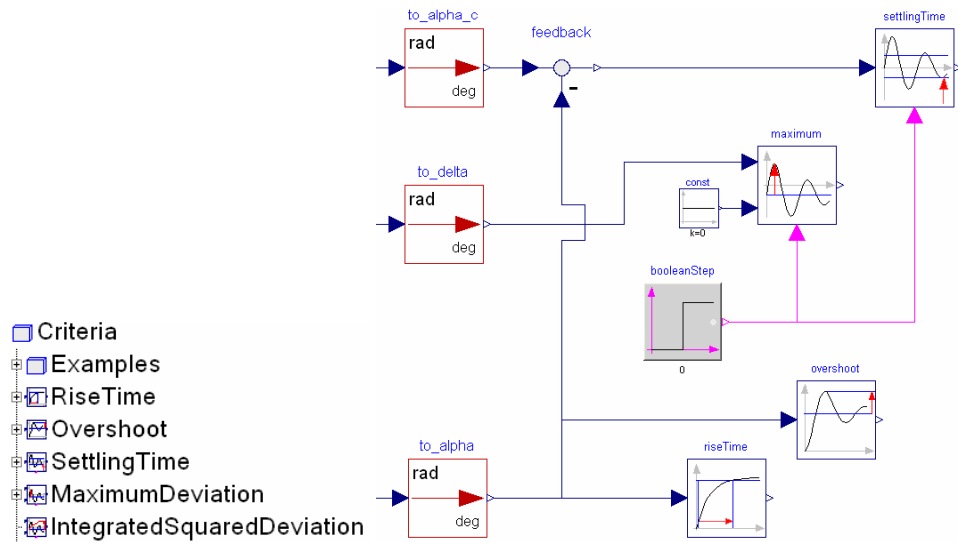 Criteria
Examples
RiseTime
Overshoot
SettlingTime
MaximumDeviation
IntegratedSquaredDeviation
to_alpha_c
rad
deg
feedback
-
settlingTime
to_delta
rad
deg
const
k=0
maximum
booleanStep
0
overshoot
to_alpha
rad
deg
riseTime